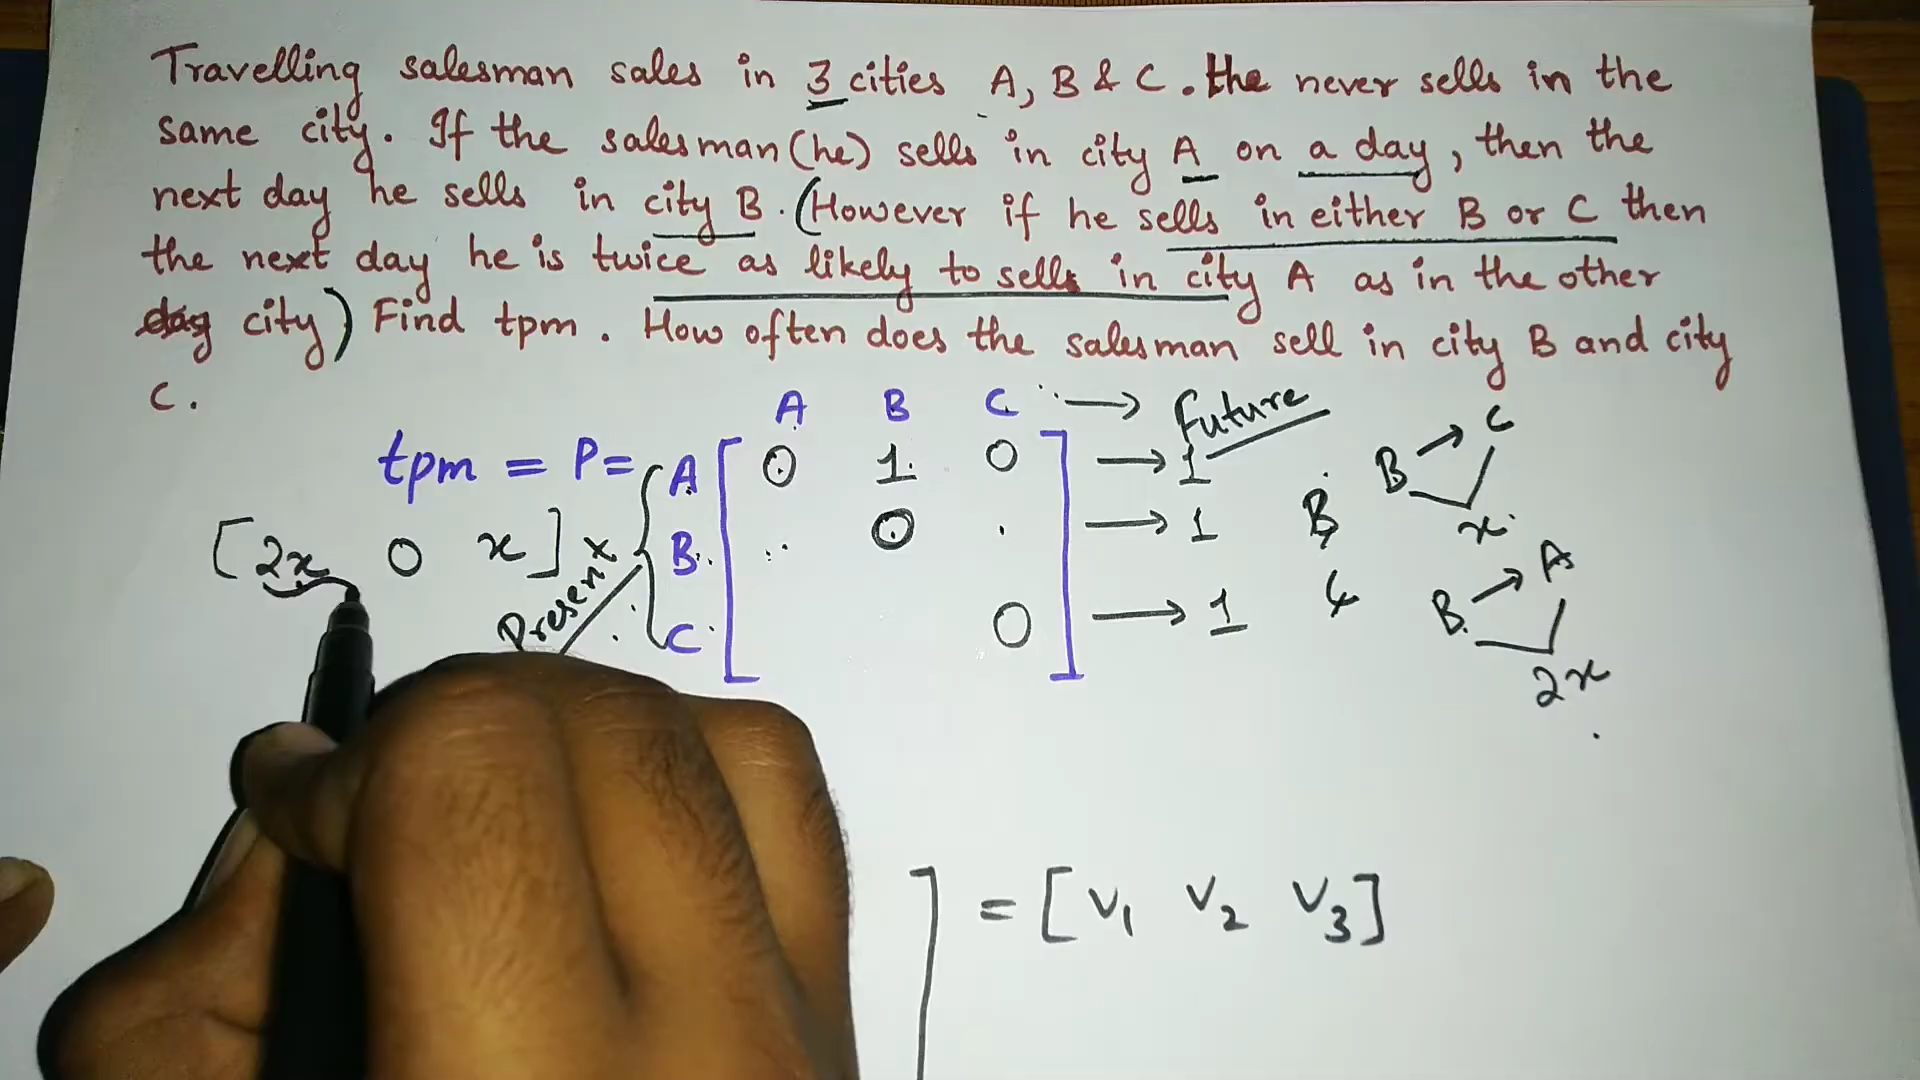 Travelling salesman sales in 3 cities A, B & C. the never sells in the
same city. If the salesman (he) sells in city A on a day, then the
next day he sells in city B. (However if he sells in either B or C then
the next day he is twice as likely to sells in city A as in the other
day city) Find tpm. How often does the salesman sell in city B and city
C.
A B C → Future
tpm = P = A [ 0 1 0 ] → 1
B 0 → 1
C 0 → 1
[2x 0 x]
Present
B → C
x
B → A
2x
B
] = [V1 V2 V3]